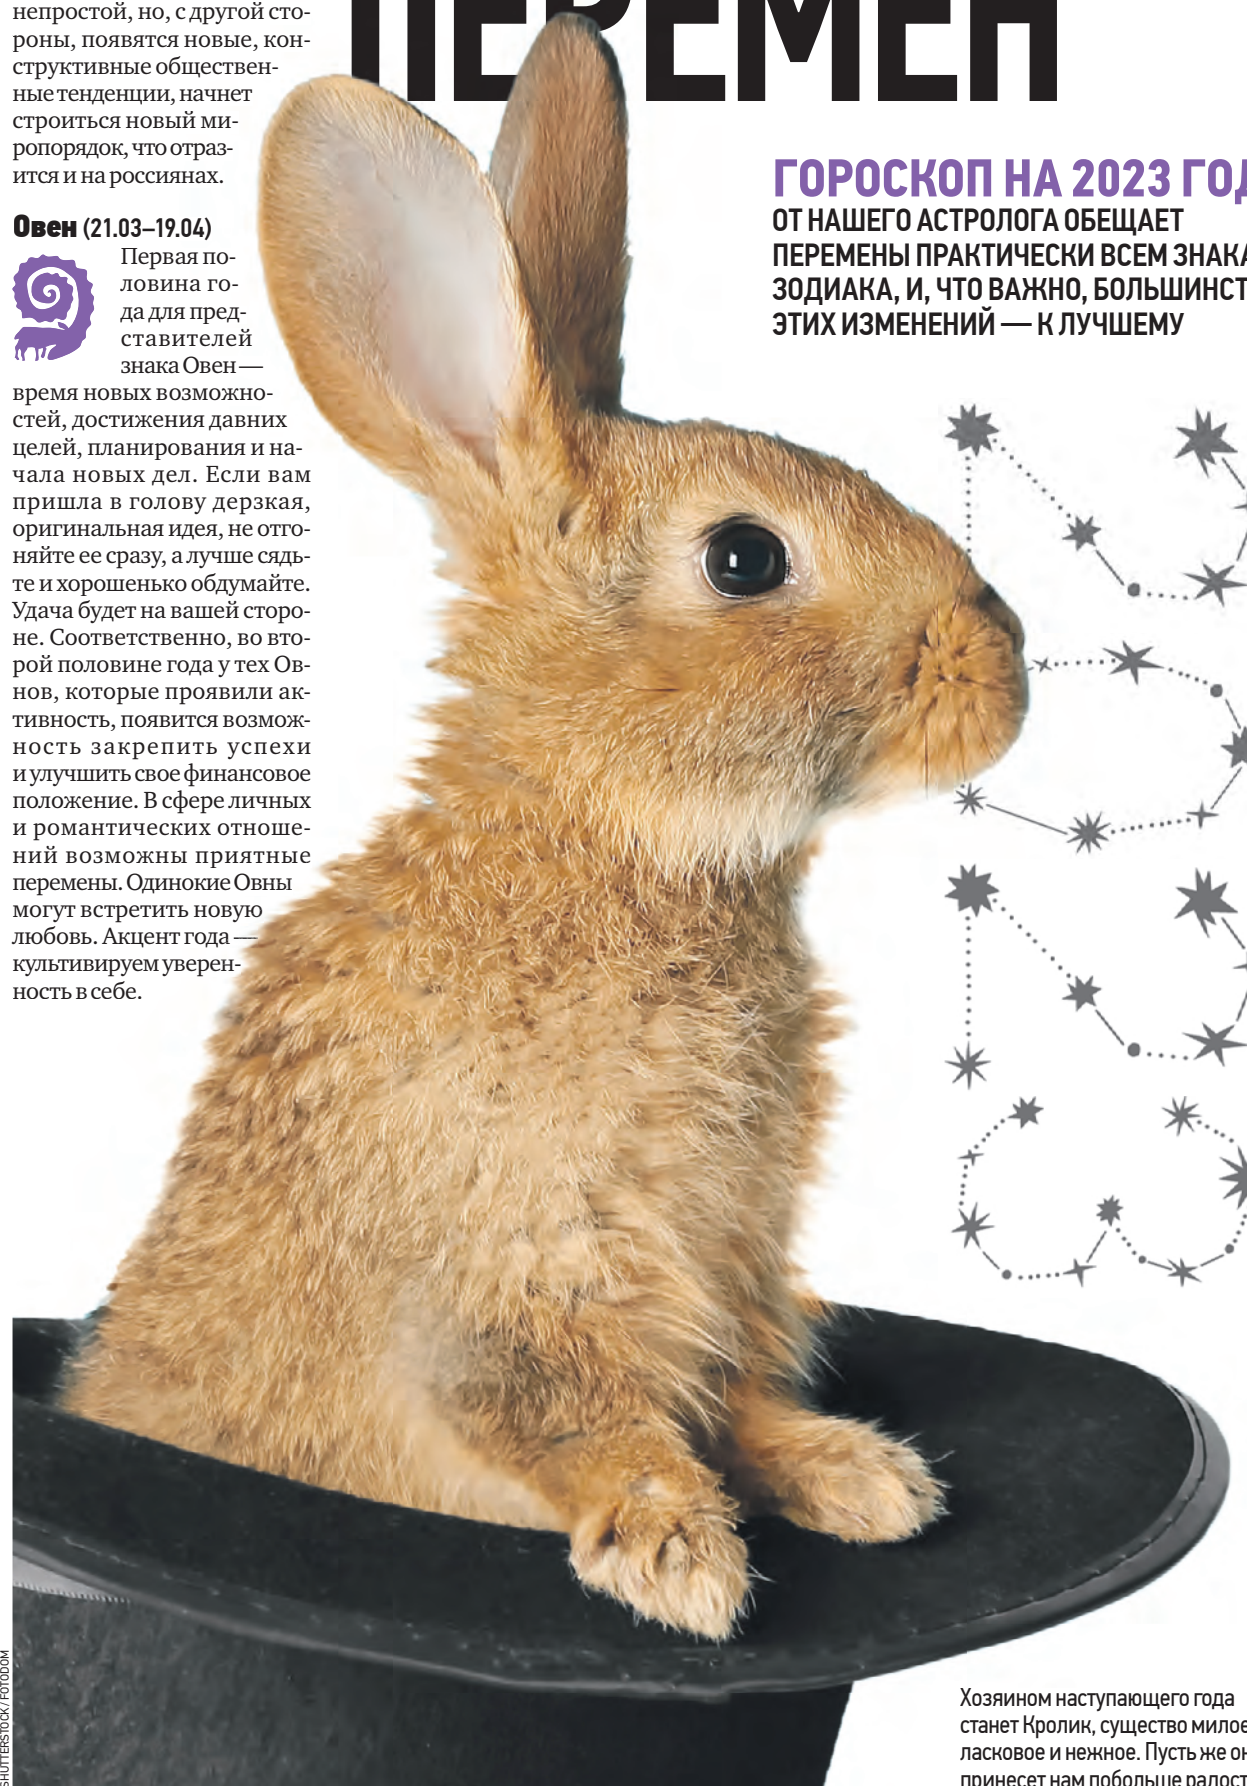 непростой, но, с другой сто-
роны, появятся новые, кон-
структивные обществен-
ные тенденции, начнет
строиться новый ми-
ропорядок, что отраз-
ится и на россиянах.
Овен (21.03–19.04)
Первая по-
ловина го-
да для пред-
ставителей
знака Овен —
время новых возможно-
стей, достижения давних
целей, планирования и на-
чала новых дел. Если вам
пришла в голову дерзкая,
оригинальная идея, не отго-
няйте ее сразу, а лучше сядь-
те и хорошенько обдумайте.
Удача будет на вашей сторо-
не. Соответственно, во вто-
рой половине года у тех Ов-
нов, которые проявили ак-
тивность, появится возмож-
ность закрепить успехи
и улучшить свое финансовое
положение. В сфере личных
и романтических отноше-
ний возможны приятные
перемены. Одинокие Овны
могут встретить новую
любовь. Акцент года —
культивируем уверен-
ность в себе.
ПЕРЕМЕН
ГОРОСКОП НА 2023 ГОД
ОТ НАШЕГО АСТРОЛОГА ОБЕЩАЕТ
ПЕРЕМЕНЫ ПРАКТИЧЕСКИ ВСЕМ ЗНАКА
ЗОДИАКА, И, ЧТО ВАЖНО, БОЛЬШИНСТ
ЭТИХ ИЗМЕНЕНИЙ — К ЛУЧШЕМУ
SHUTTERSTOCK / FOTODOM
Хозяином наступающего года
станет Кролик, существо милое
ласковое и нежное. Пусть же он
принесет нам побольше радост